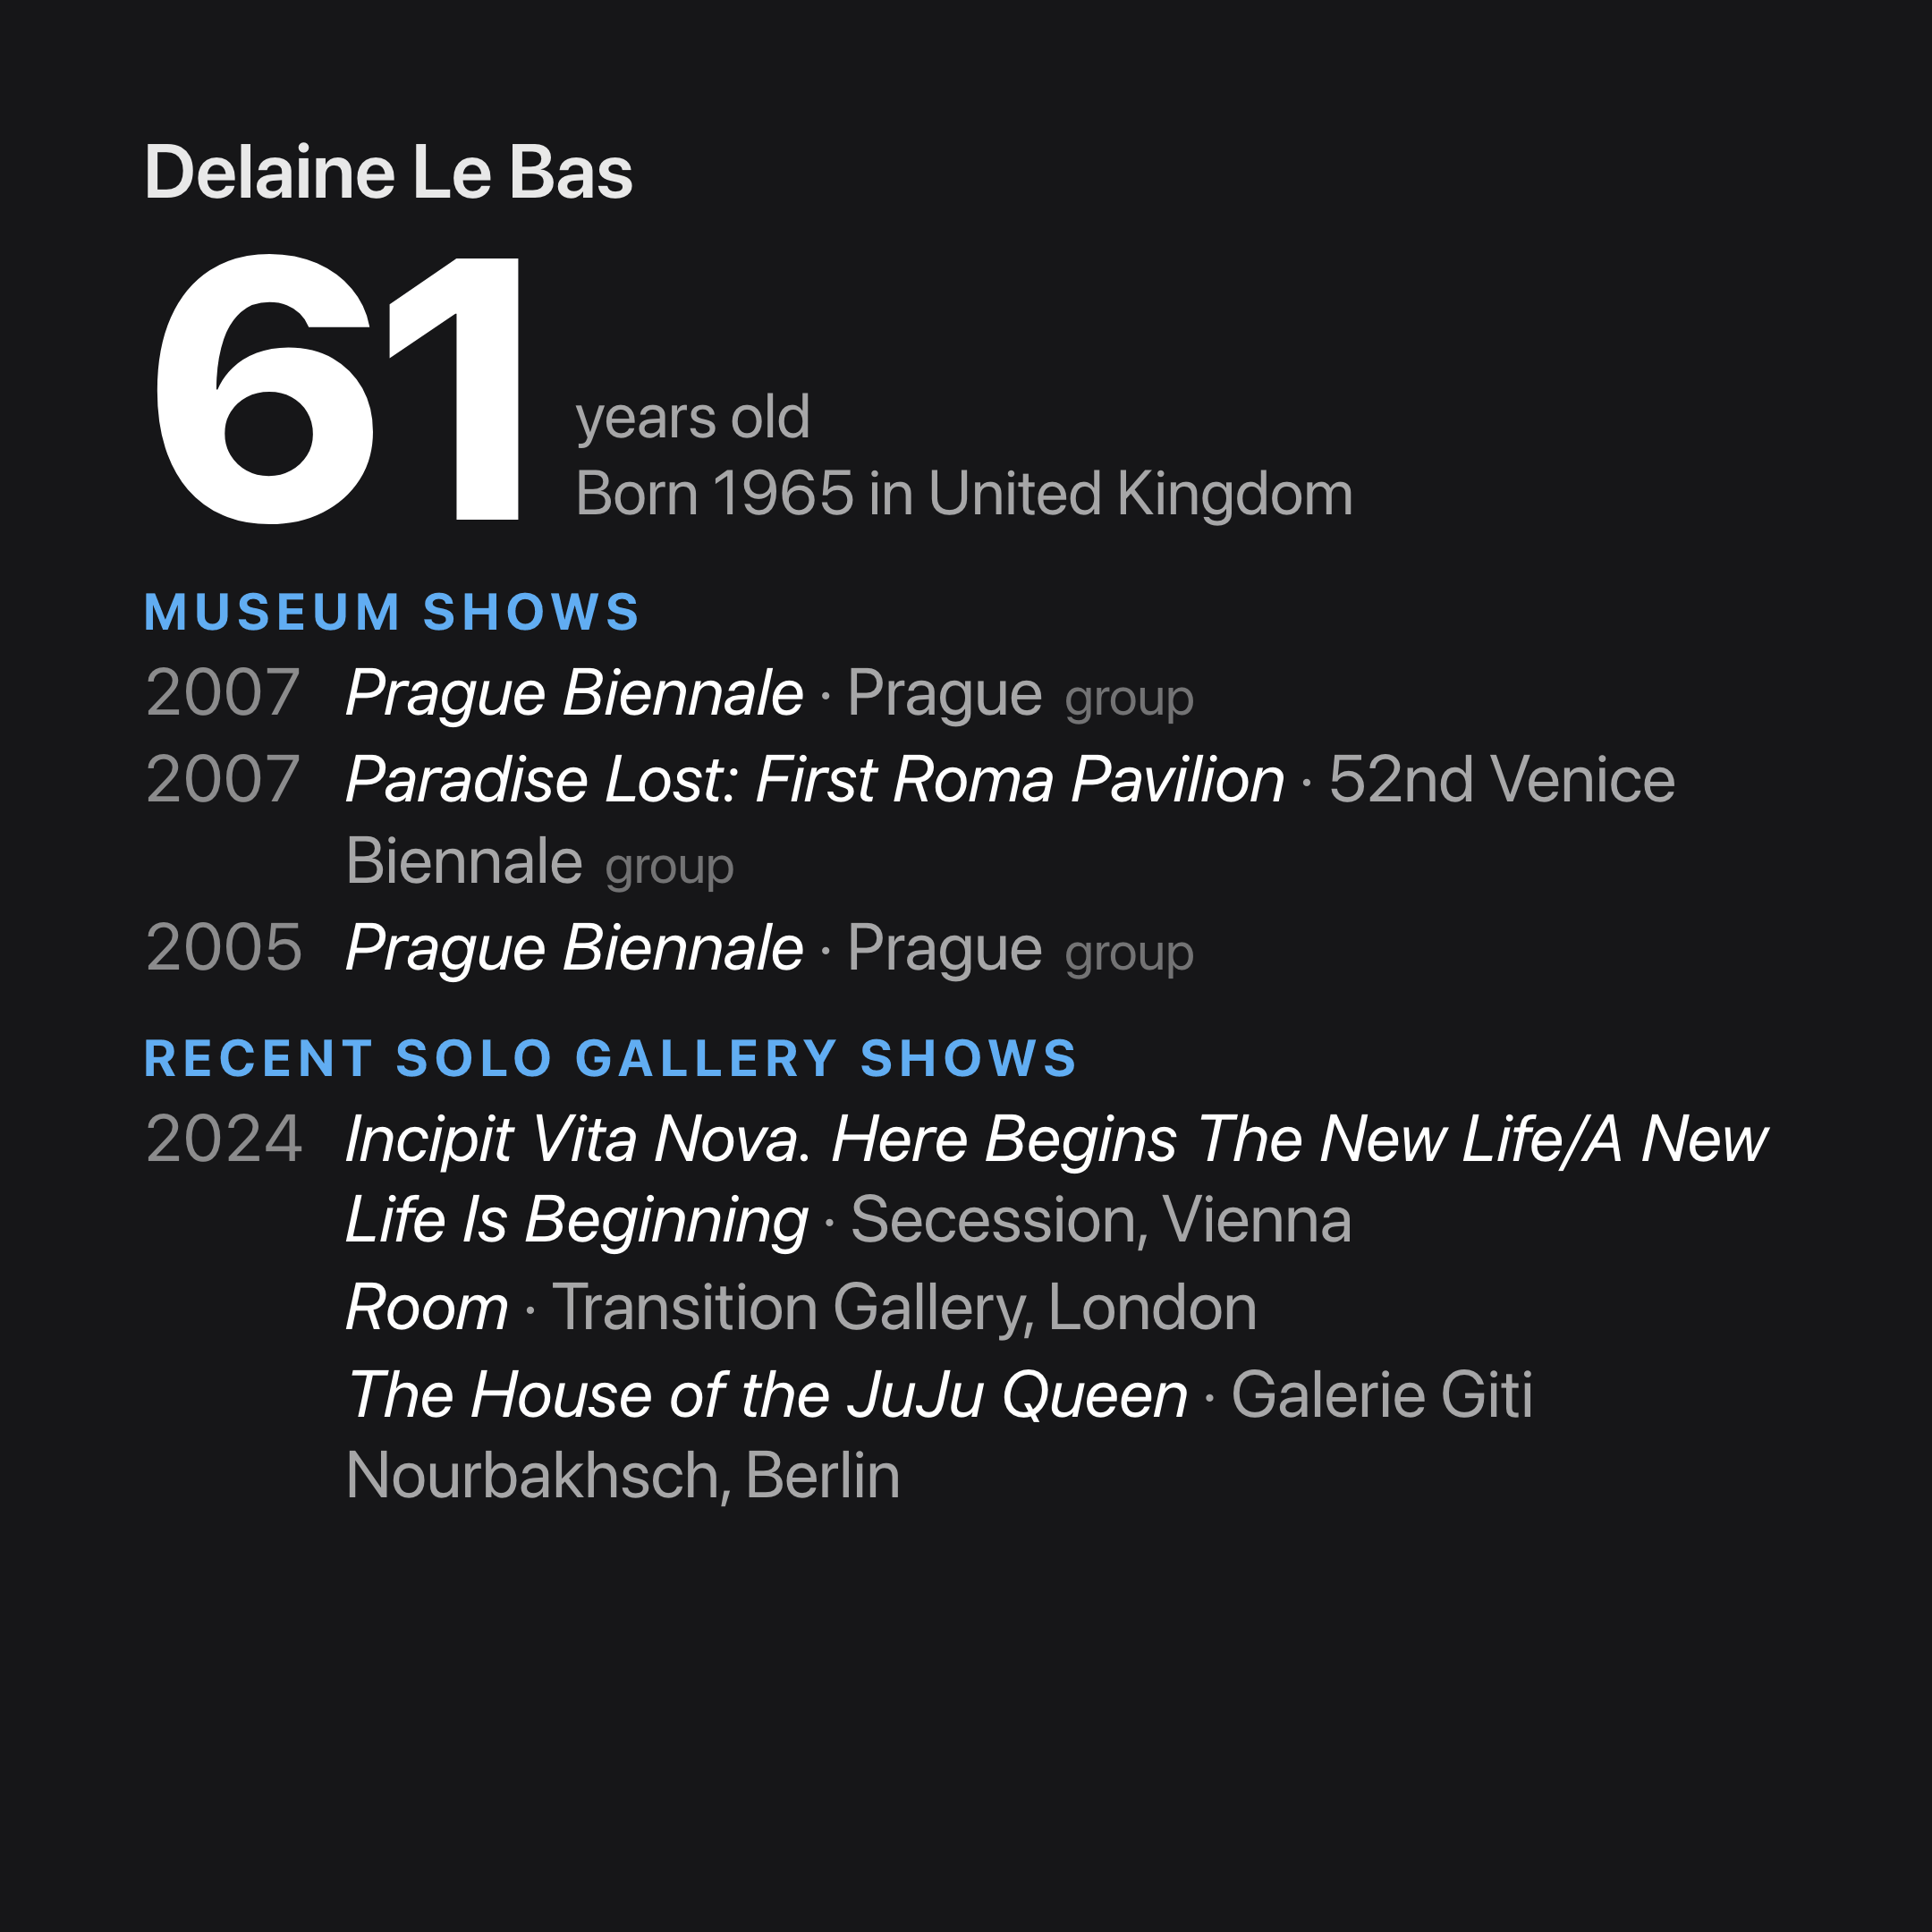 Delaine Le Bas
61
years old
Born 1965 in United Kingdom
MUSEUM SHOWS
2007 Prague Biennale · Prague group
2007 Paradise Lost: First Roma Pavilion · 52nd Venice
Biennale group
2005 Prague Biennale · Prague group
RECENT SOLO GALLERY SHOWS
2024 Incipit Vita Nova. Here Begins The New Life/A New
Life Is Beginning · Secession, Vienna
Room · Transition Gallery, London
The House of the JuJu Queen · Galerie Giti
Nourbakhsch, Berlin